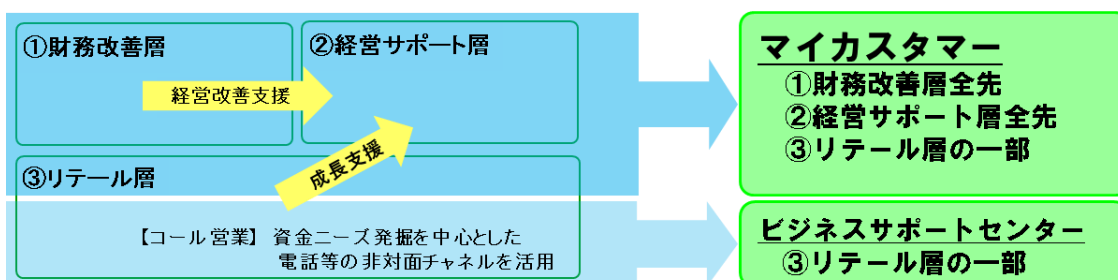 ①財務改善層
②経営サポート層
経営改善支援
成長支援
③リテール層
【コール営業】 資金ニーズ発掘を中心とした
電話等の非対面チャネルを活用
マイカスタマー
①財務改善層全先
②経営サポート層全先
③リテール層の一部
ビジネスサポートセンター
③リテール層の一部